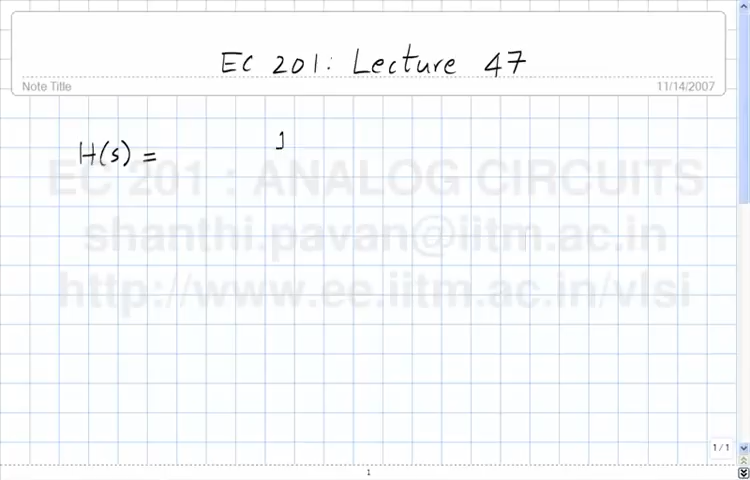 EC 201: Lecture 47
Note Title
11/14/2007
H(s) = 1
EC 201 : ANALOG CIRCUITS
shanthi.pavan@iitm.ac.in
http://www.ee.iitm.ac.in/vlsi
1 / 1
1